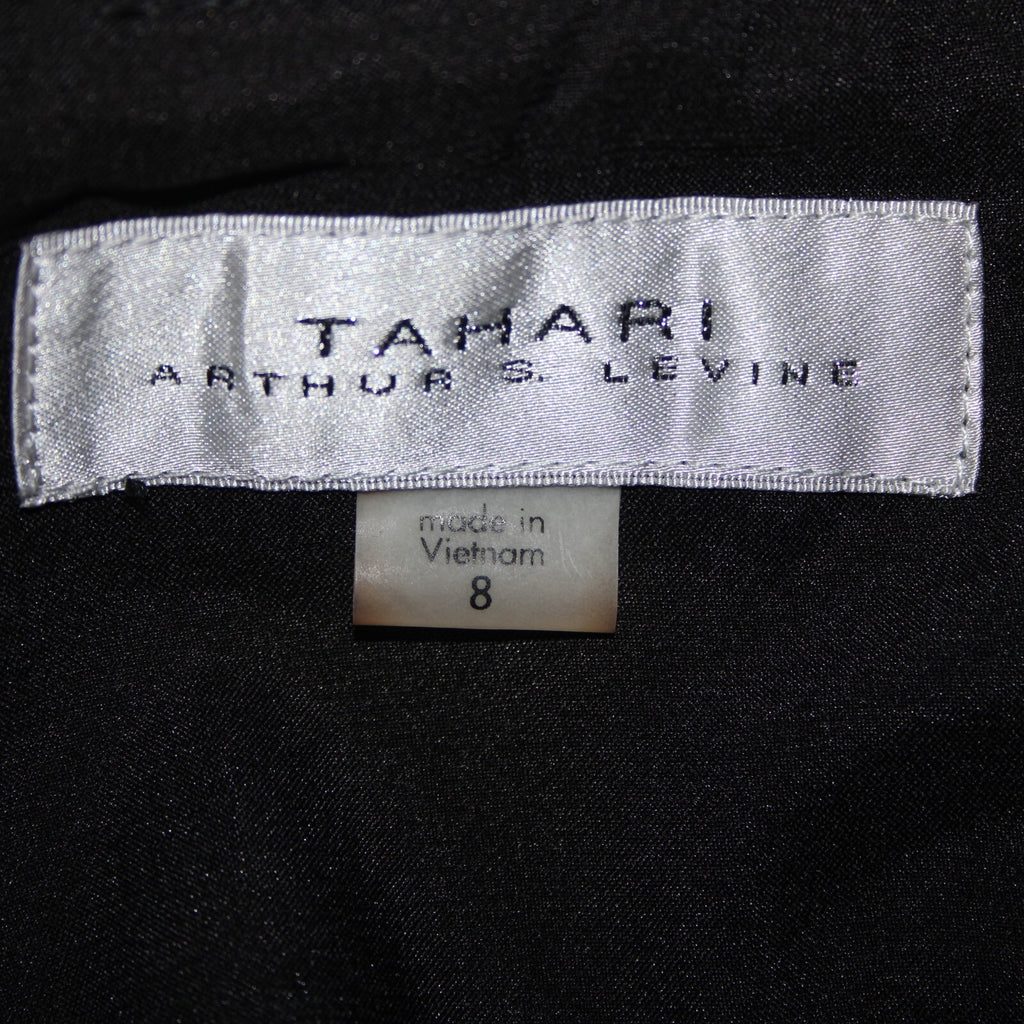 TAHARI
ARTHUR S. LEVINE
made in
Vietnam
8